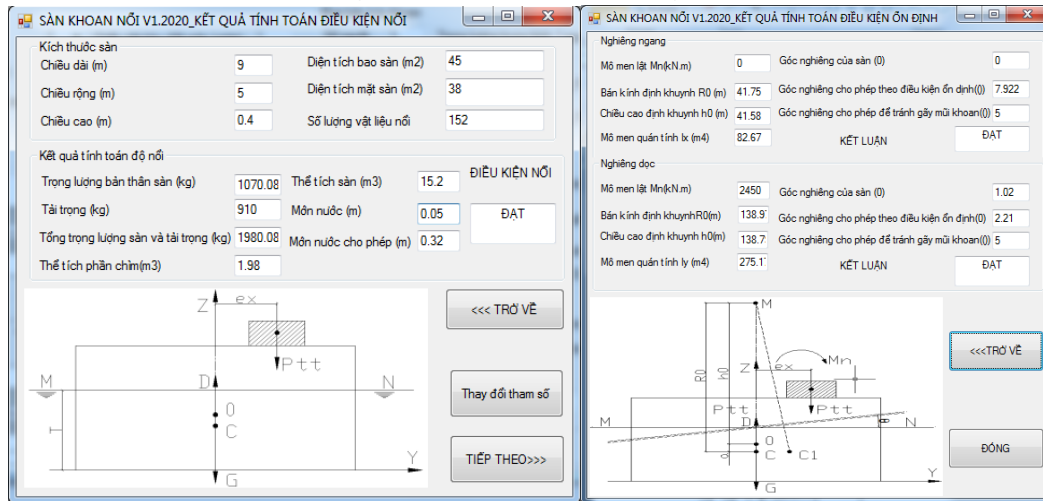 SÀN KHOAN NỔI V1.2020_KẾT QUẢ TÍNH TOÁN ĐIỀU KIỆN NỔI
Kích thước sàn
Chiều dài (m) 9 Diện tích bao sàn (m2) 45
Chiều rộng (m) 5 Diện tích mặt sàn (m2) 38
Chiều cao (m) 0.4 Số lượng vật liệu nổi 152
Kết quả tính toán độ nổi
Trọng lượng bản thân sàn (kg) 1070.08 Thể tích sàn (m3) 15.2 ĐIỀU KIỆN NỔI
Tải trọng (kg) 910 Môn nước (m) 0.05 ĐẠT
Tổng trọng lượng sàn và tải trọng (kg) 1980.08 Môn nước cho phép (m) 0.32
Thể tích phần chìm(m3) 1.98
Z ex
Ptt
M D N
T O
C
Y
G
<<< TRỞ VỀ
Thay đổi tham số
TIẾP THEO>>>
SÀN KHOAN NỔI V1.2020_KẾT QUẢ TÍNH TOÁN ĐIỀU KIỆN ỔN ĐỊNH
Nghiêng ngang
Mô men lật Mn(kN.m) 0 Góc nghiêng của sàn (0) 0
Bán kính định khuynh R0 (m) 41.75 Góc nghiêng cho phép theo điều kiện ổn định(() 7.922
Chiều cao định khuynh h0 (m) 41.58 Góc nghiêng cho phép để tránh gãy mũi khoan(() 5
Mô men quán tính Ix (m4) 82.67 KẾT LUẬN ĐẠT
Nghiêng dọc
Mô men lật Mn(kN.m) 2450 Góc nghiêng của sàn (0) 1.02
Bán kính định khuynhR0(m) 138.9 Góc nghiêng cho phép theo điều kiện ổn định(0) 2.21
Chiều cao định khuynh h0(m) 138.7 Góc nghiêng cho phép để tránh gãy mũi khoan(() 5
Mô men quán tính Iy (m4) 275.1 KẾT LUẬN ĐẠT
M
R0 h0 Z ex Mn
Ptt Ptt
M D θ N
O
a C C1
Y
G
<<<TRỞ VỀ
ĐÓNG